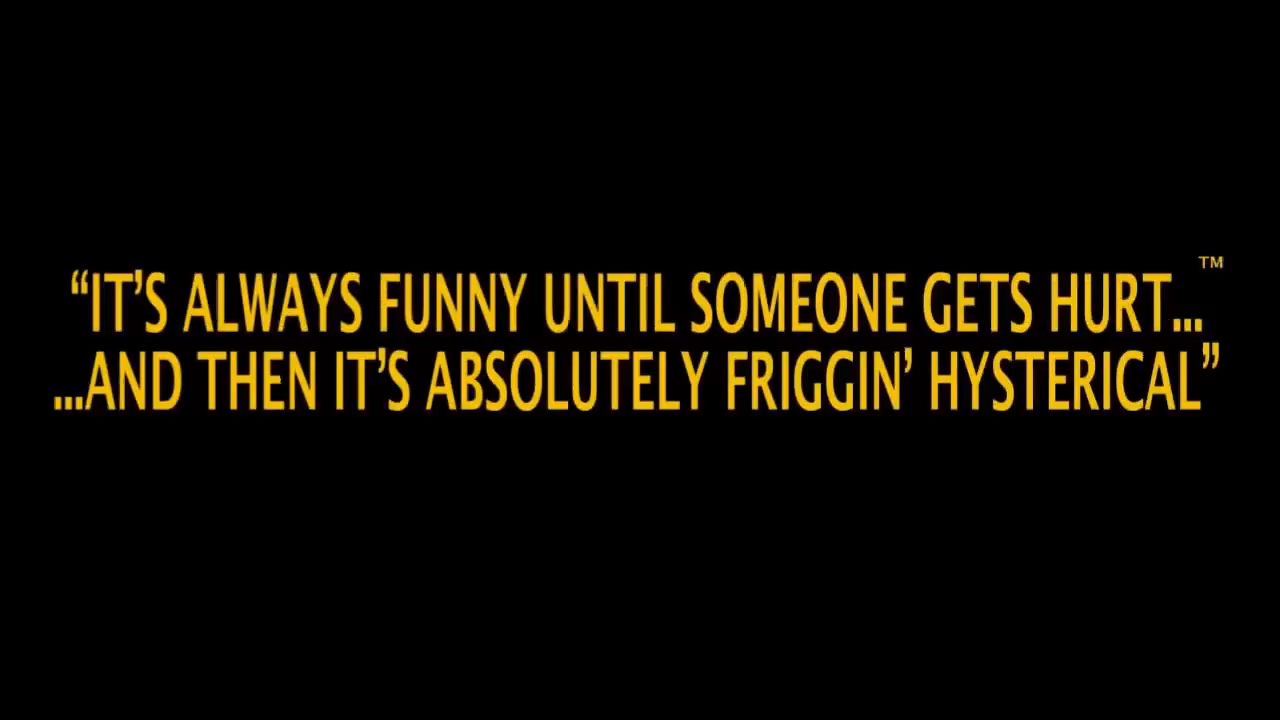 “IT’S ALWAYS FUNNY UNTIL SOMEONE GETS HURT...™
...AND THEN IT’S ABSOLUTELY FRIGGIN’ HYSTERICAL”